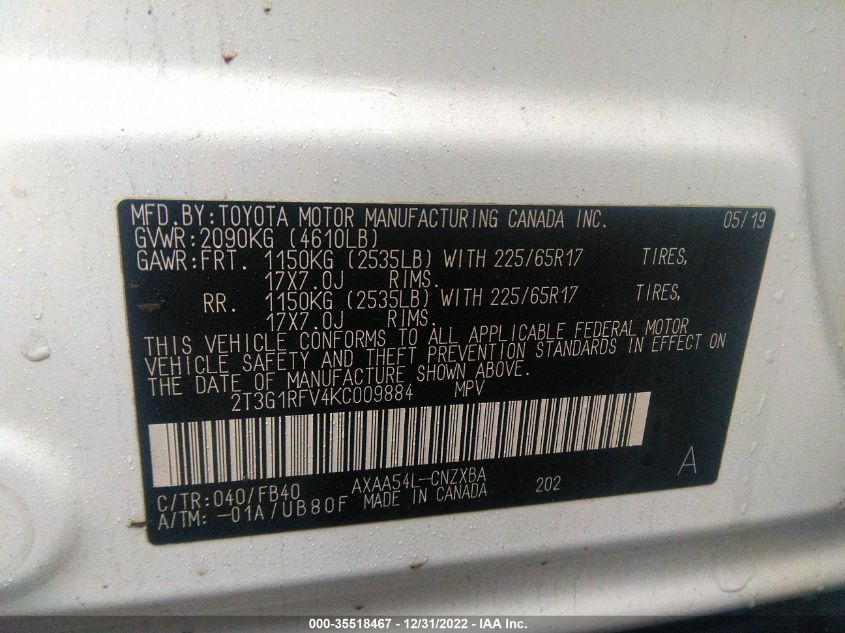 MFD.BY:TOYOTA MOTOR MANUFACTURING CANADA INC. 05/19
GVWR:2090KG (4610LB)
GAWR:FRT. 1150KG (2535LB) WITH 225/65R17 TIRES,
17X7.0J RIMS.
RR. 1150KG (2535LB) WITH 225/65R17 TIRES,
17X7.0J RIMS.
THIS VEHICLE CONFORMS TO ALL APPLICABLE FEDERAL MOTOR
VEHICLE SAFETY AND THEFT PREVENTION STANDARDS IN EFFECT ON
THE DATE OF MANUFACTURE SHOWN ABOVE.
2T3G1RFV4KC009884 MPV
A
C/TR:040/FB40 AXAA54L-CNZXBA 202
A/TM:-01A/UB80F MADE IN CANADA
000-35518467 - 12/31/2022 - IAA Inc.